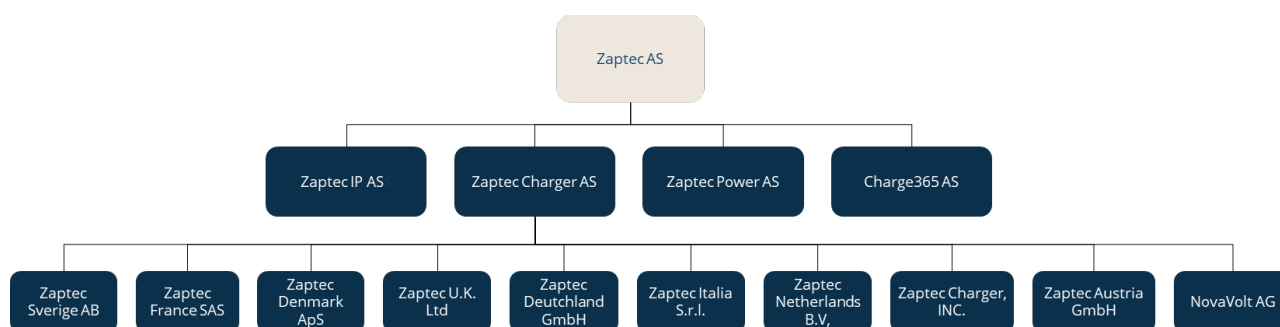 Zaptec AS
Zaptec IP AS
Zaptec Charger AS
Zaptec Power AS
Charge365 AS
Zaptec
Sverige AB
Zaptec
France SAS
Zaptec
Denmark
ApS
Zaptec U.K.
Ltd
Zaptec
Deutchland
GmbH
Zaptec Italia
S.r.l.
Zaptec
Netherlands
B.V,
Zaptec Charger,
INC.
Zaptec Austria
GmbH
NovaVolt AG